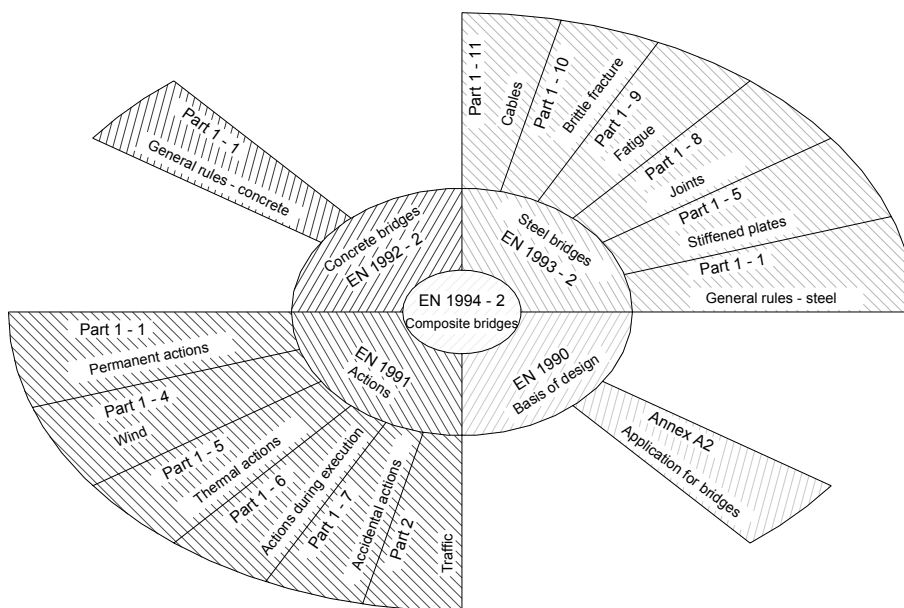 Part 1 - 11
Cables
Part 1 - 10
Brittle fracture
Part 1 - 9
Fatigue
Part 1 - 8
Joints
Part 1 - 5
Stiffened plates
Part 1 - 1
General rules - steel
Part 1 - 1
General rules - concrete
Concrete bridges
EN 1992 - 2
Steel bridges
EN 1993 - 2
EN 1994 - 2
Composite bridges
EN 1991
Actions
EN 1990
Basis of design
Part 1 - 1
Permanent actions
Part 1 - 4
Wind
Part 1 - 5
Thermal actions
Part 1 - 6
Actions during execution
Part 1 - 7
Accidental actions
Part 2
Traffic
Annex A2
Application for bridges